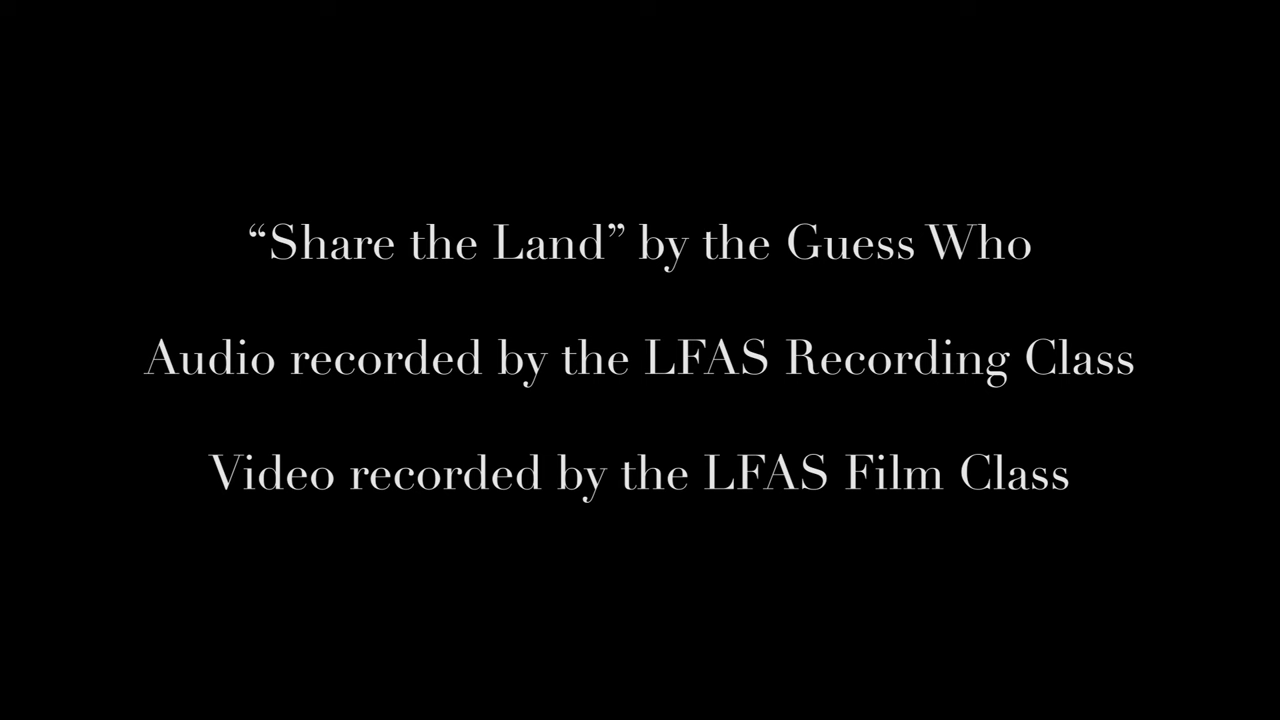 “Share the Land” by the Guess Who
Audio recorded by the LFAS Recording Class
Video recorded by the LFAS Film Class